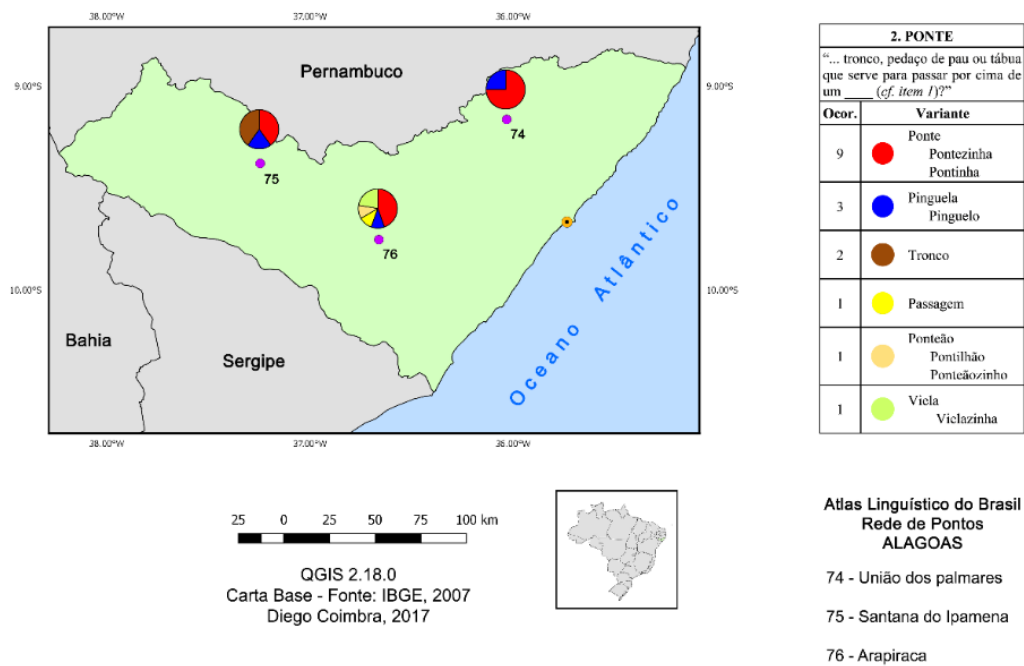 38.00°W 37.00°W 36.00°W
Pernambuco
9.00°S 9.00°S
74
75
76
10.00°S 10.00°S
Bahia
Sergipe
Oceano Atlântico
38.00°W 37.00°W 36.00°W
2. PONTE
“... tronco, pedaço de pau ou tábua
que serve para passar por cima de
um ____ (cf. item 1)?”
Ocor. Variante
9 Ponte
Pontezinha
Pontinha
3 Pinguela
Pinguelo
2 Tronco
1 Passagem
1 Ponteão
Pontilhão
Ponteãozinho
1 Viela
Vielazinha
25 0 25 50 75 100 km
QGIS 2.18.0
Carta Base - Fonte: IBGE, 2007
Diego Coimbra, 2017
Atlas Linguístico do Brasil
Rede de Pontos
ALAGOAS
74 - União dos palmares
75 - Santana do Ipamena
76 - Arapiraca